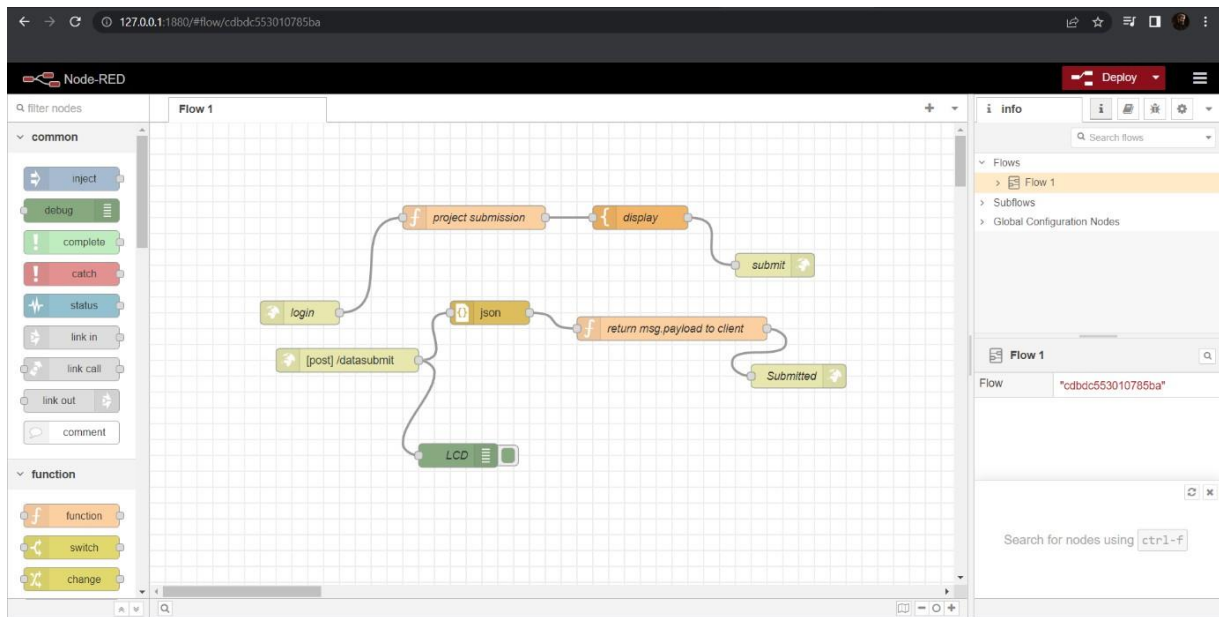 127.0.0.1:1880/#flow/cdbdc553010785ba
Node-RED
Deploy
filter nodes
Flow 1
i info
i
common
Search flows
inject
Flows
Flow 1
debug
Subflows
project submission
display
Global Configuration Nodes
complete
catch
submit
status
login
json
link in
return msg.payload to client
link call
[post] /datasubmit
Flow 1
Submitted
Flow
"cdbdc553010785ba"
link out
comment
LCD
function
function
Search for nodes using ctrl-f
switch
change